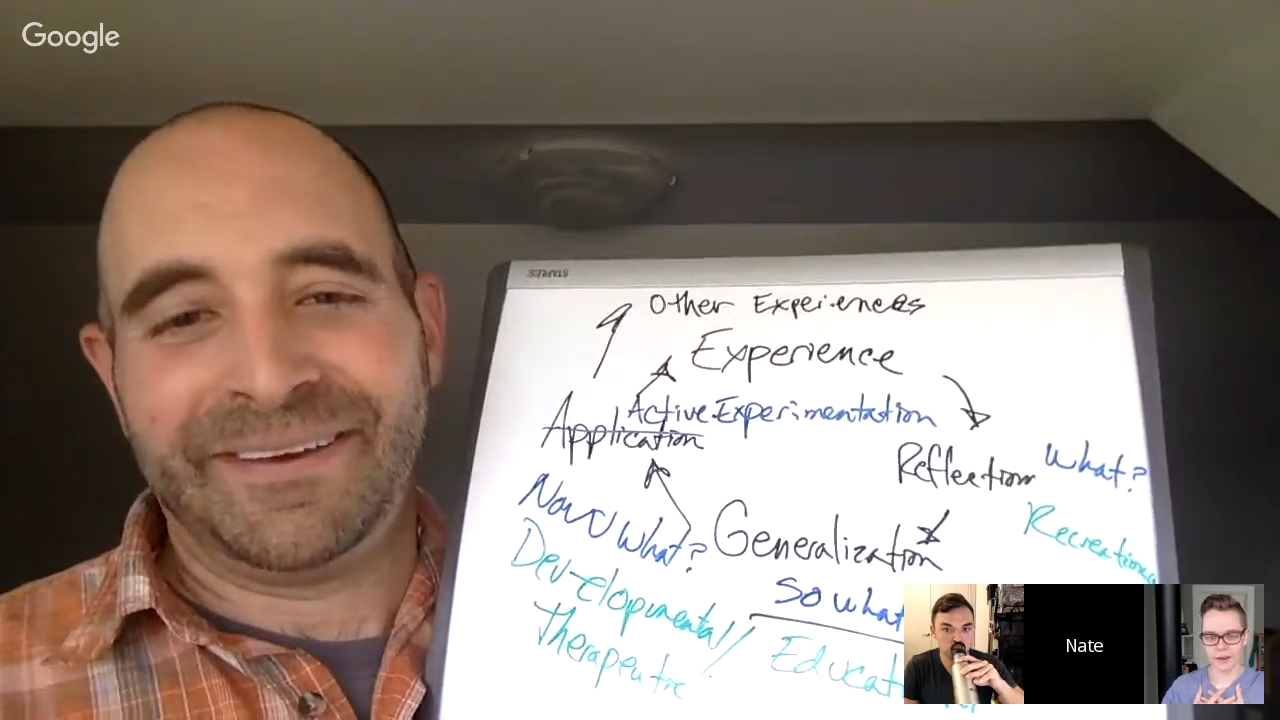 Google
STAPLES
Other Experiences
Experience
Active Experimentation
Application
Reflection What?
Now What?
Generalization
Recreationa
Developmental/
Therapeutic
So what
Educat
Nate